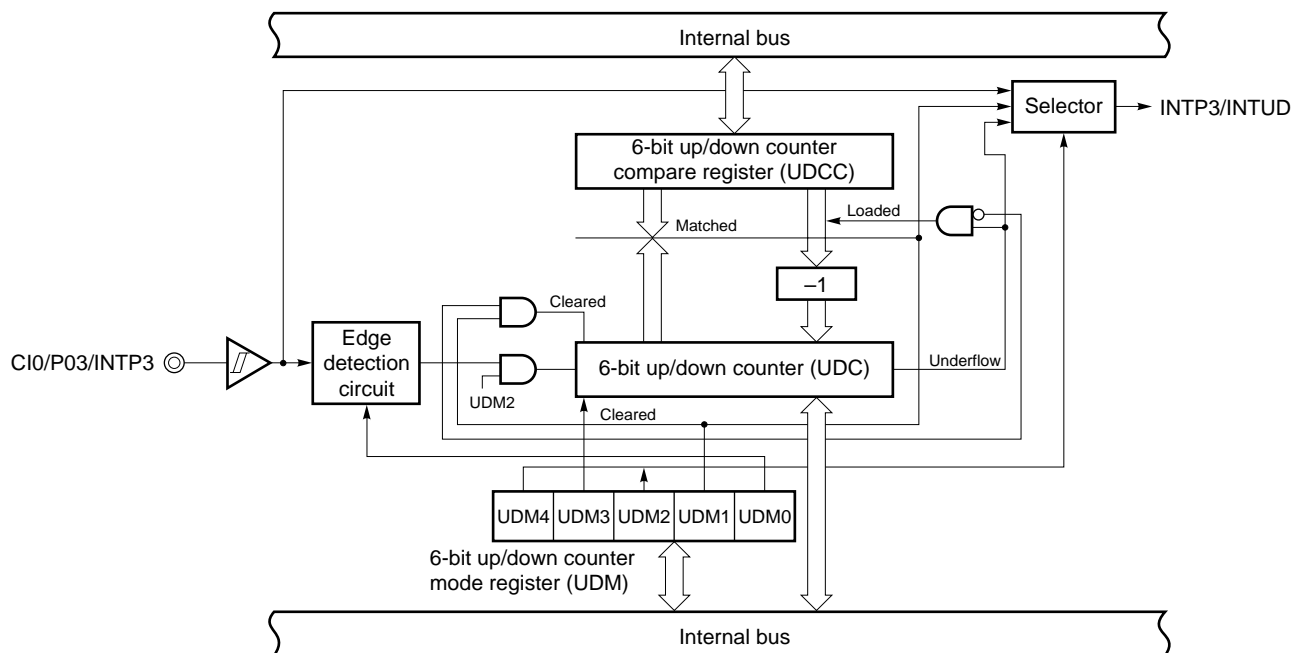 Internal bus
Selector
INTP3/INTUD
6-bit up/down counter
compare register (UDCC)
Loaded
Matched
–1
Cleared
CI0/P03/INTP3
Edge
detection
circuit
6-bit up/down counter (UDC)
Underflow
UDM2
Cleared
UDM4 UDM3 UDM2 UDM1 UDM0
6-bit up/down counter
mode register (UDM)
Internal bus